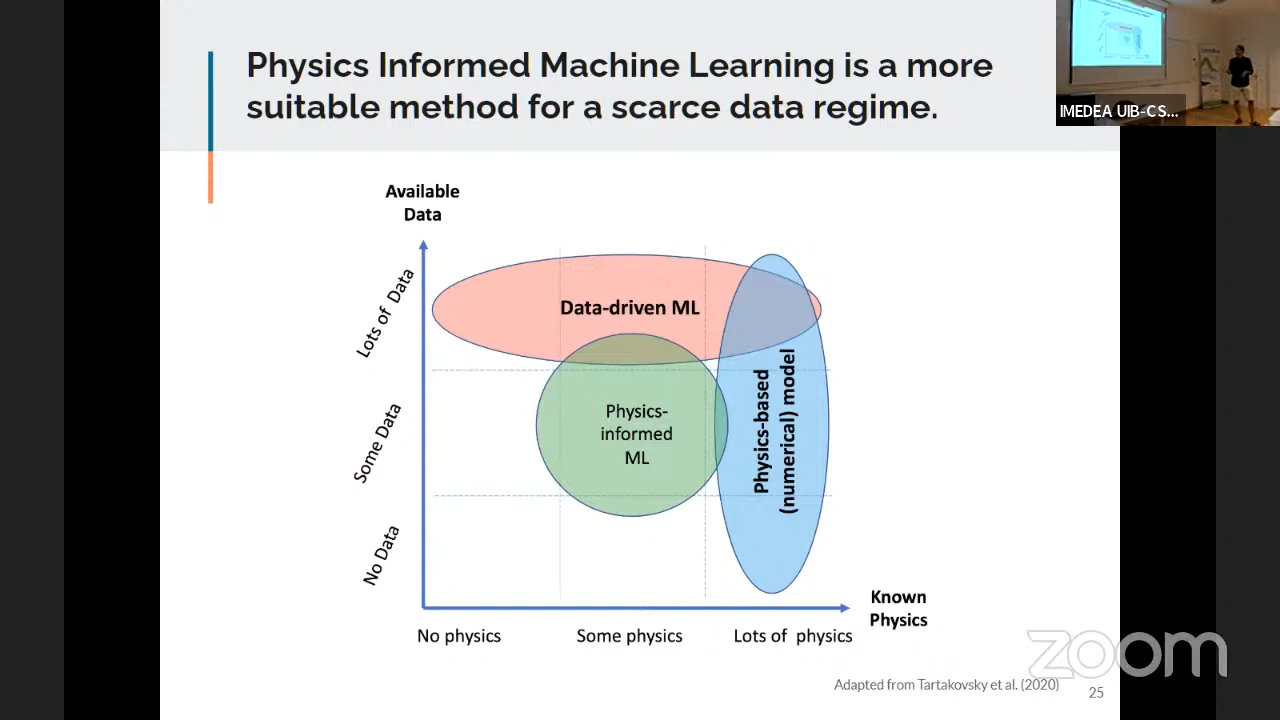 Physics Informed Machine Learning is a more
suitable method for a scarce data regime.
IMEDEA UIB-CS...
Available
Data
Lots of Data
Some Data
No Data
Data-driven ML
Physics-
informed
ML
Physics-based
(numerical) model
Known
Physics
No physics
Some physics
Lots of physics
zoom
Adapted from Tartakovsky et al. (2020)
25